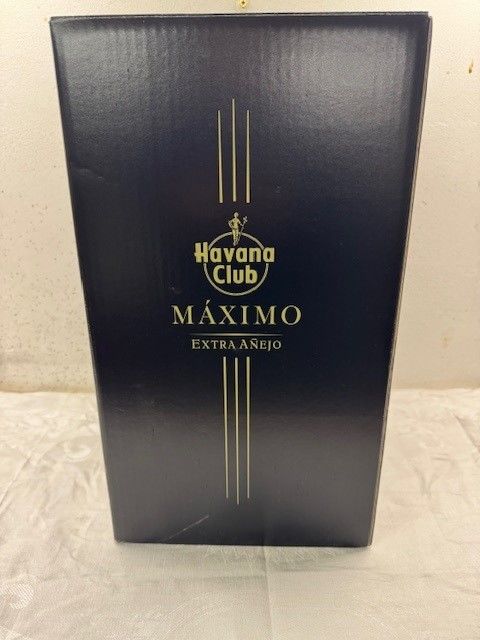 Havana
Club
MÁXIMO
EXTRA AÑEJO